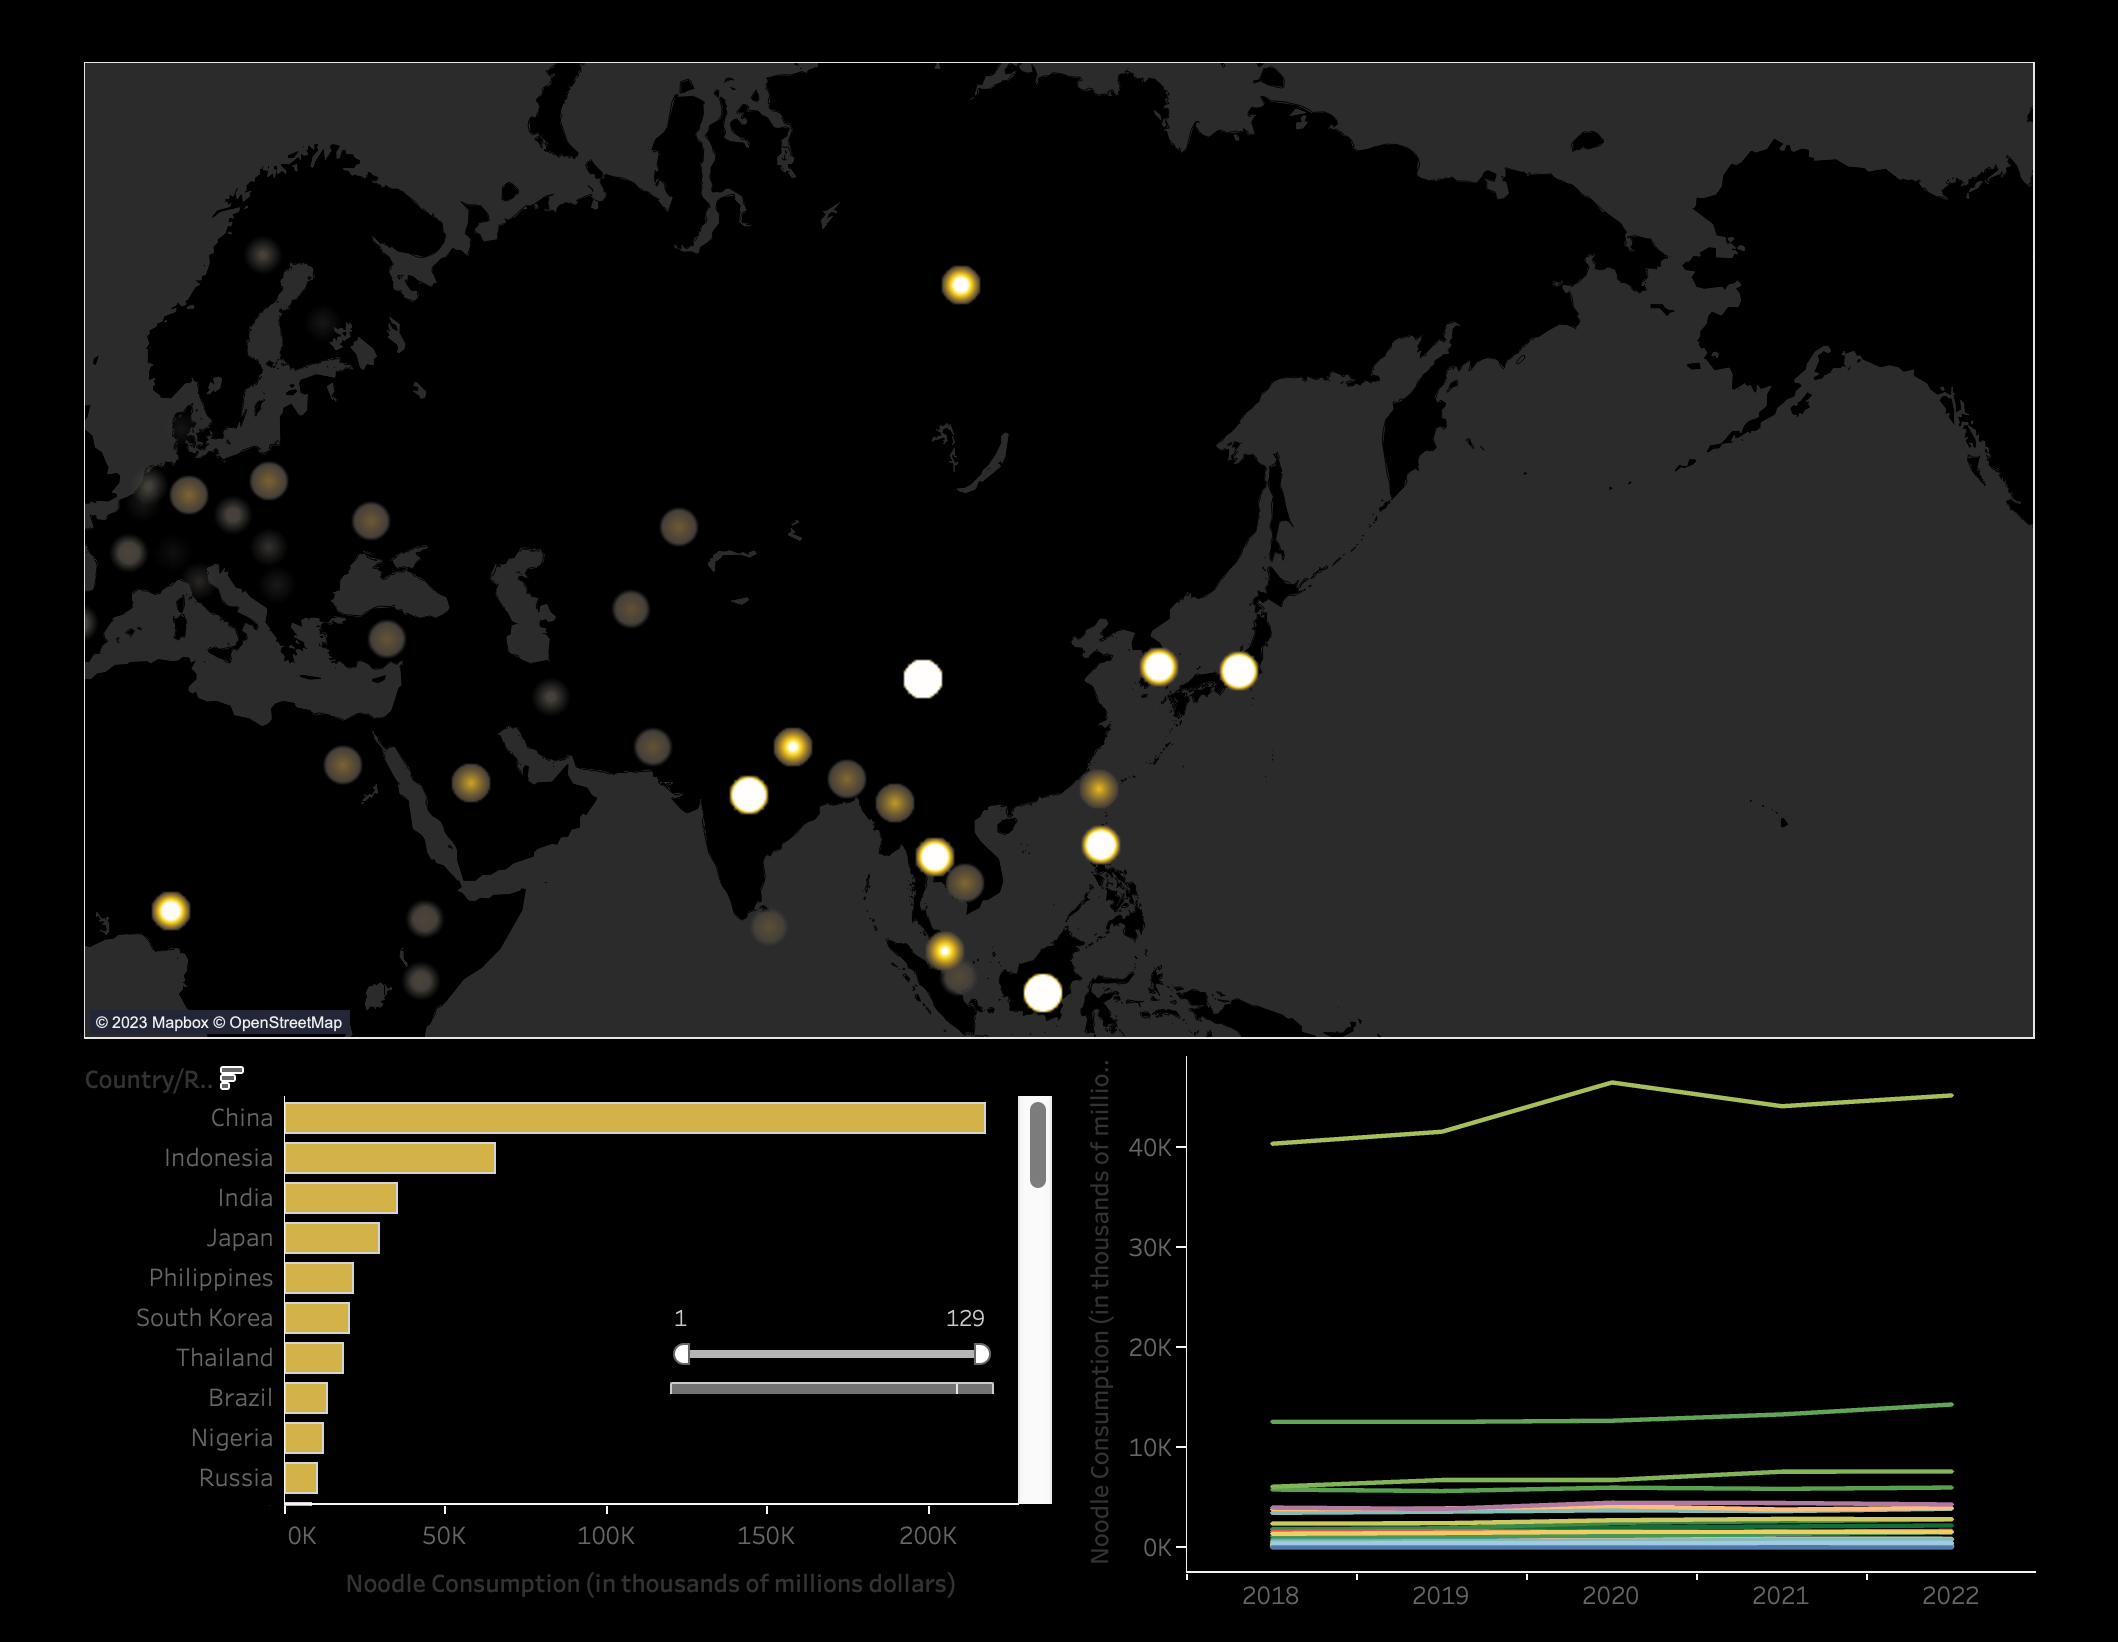 © 2023 Mapbox © OpenStreetMap
Country/R..
China
Indonesia
India
Japan
Philippines
South Korea
Thailand
Brazil
Nigeria
Russia
1
129
0K
50K
100K
150K
200K
Noodle Consumption (in thousands of millions dollars)
Noodle Consumption (in thousands of millio..
40K
30K
20K
10K
0K
2018
2019
2020
2021
2022